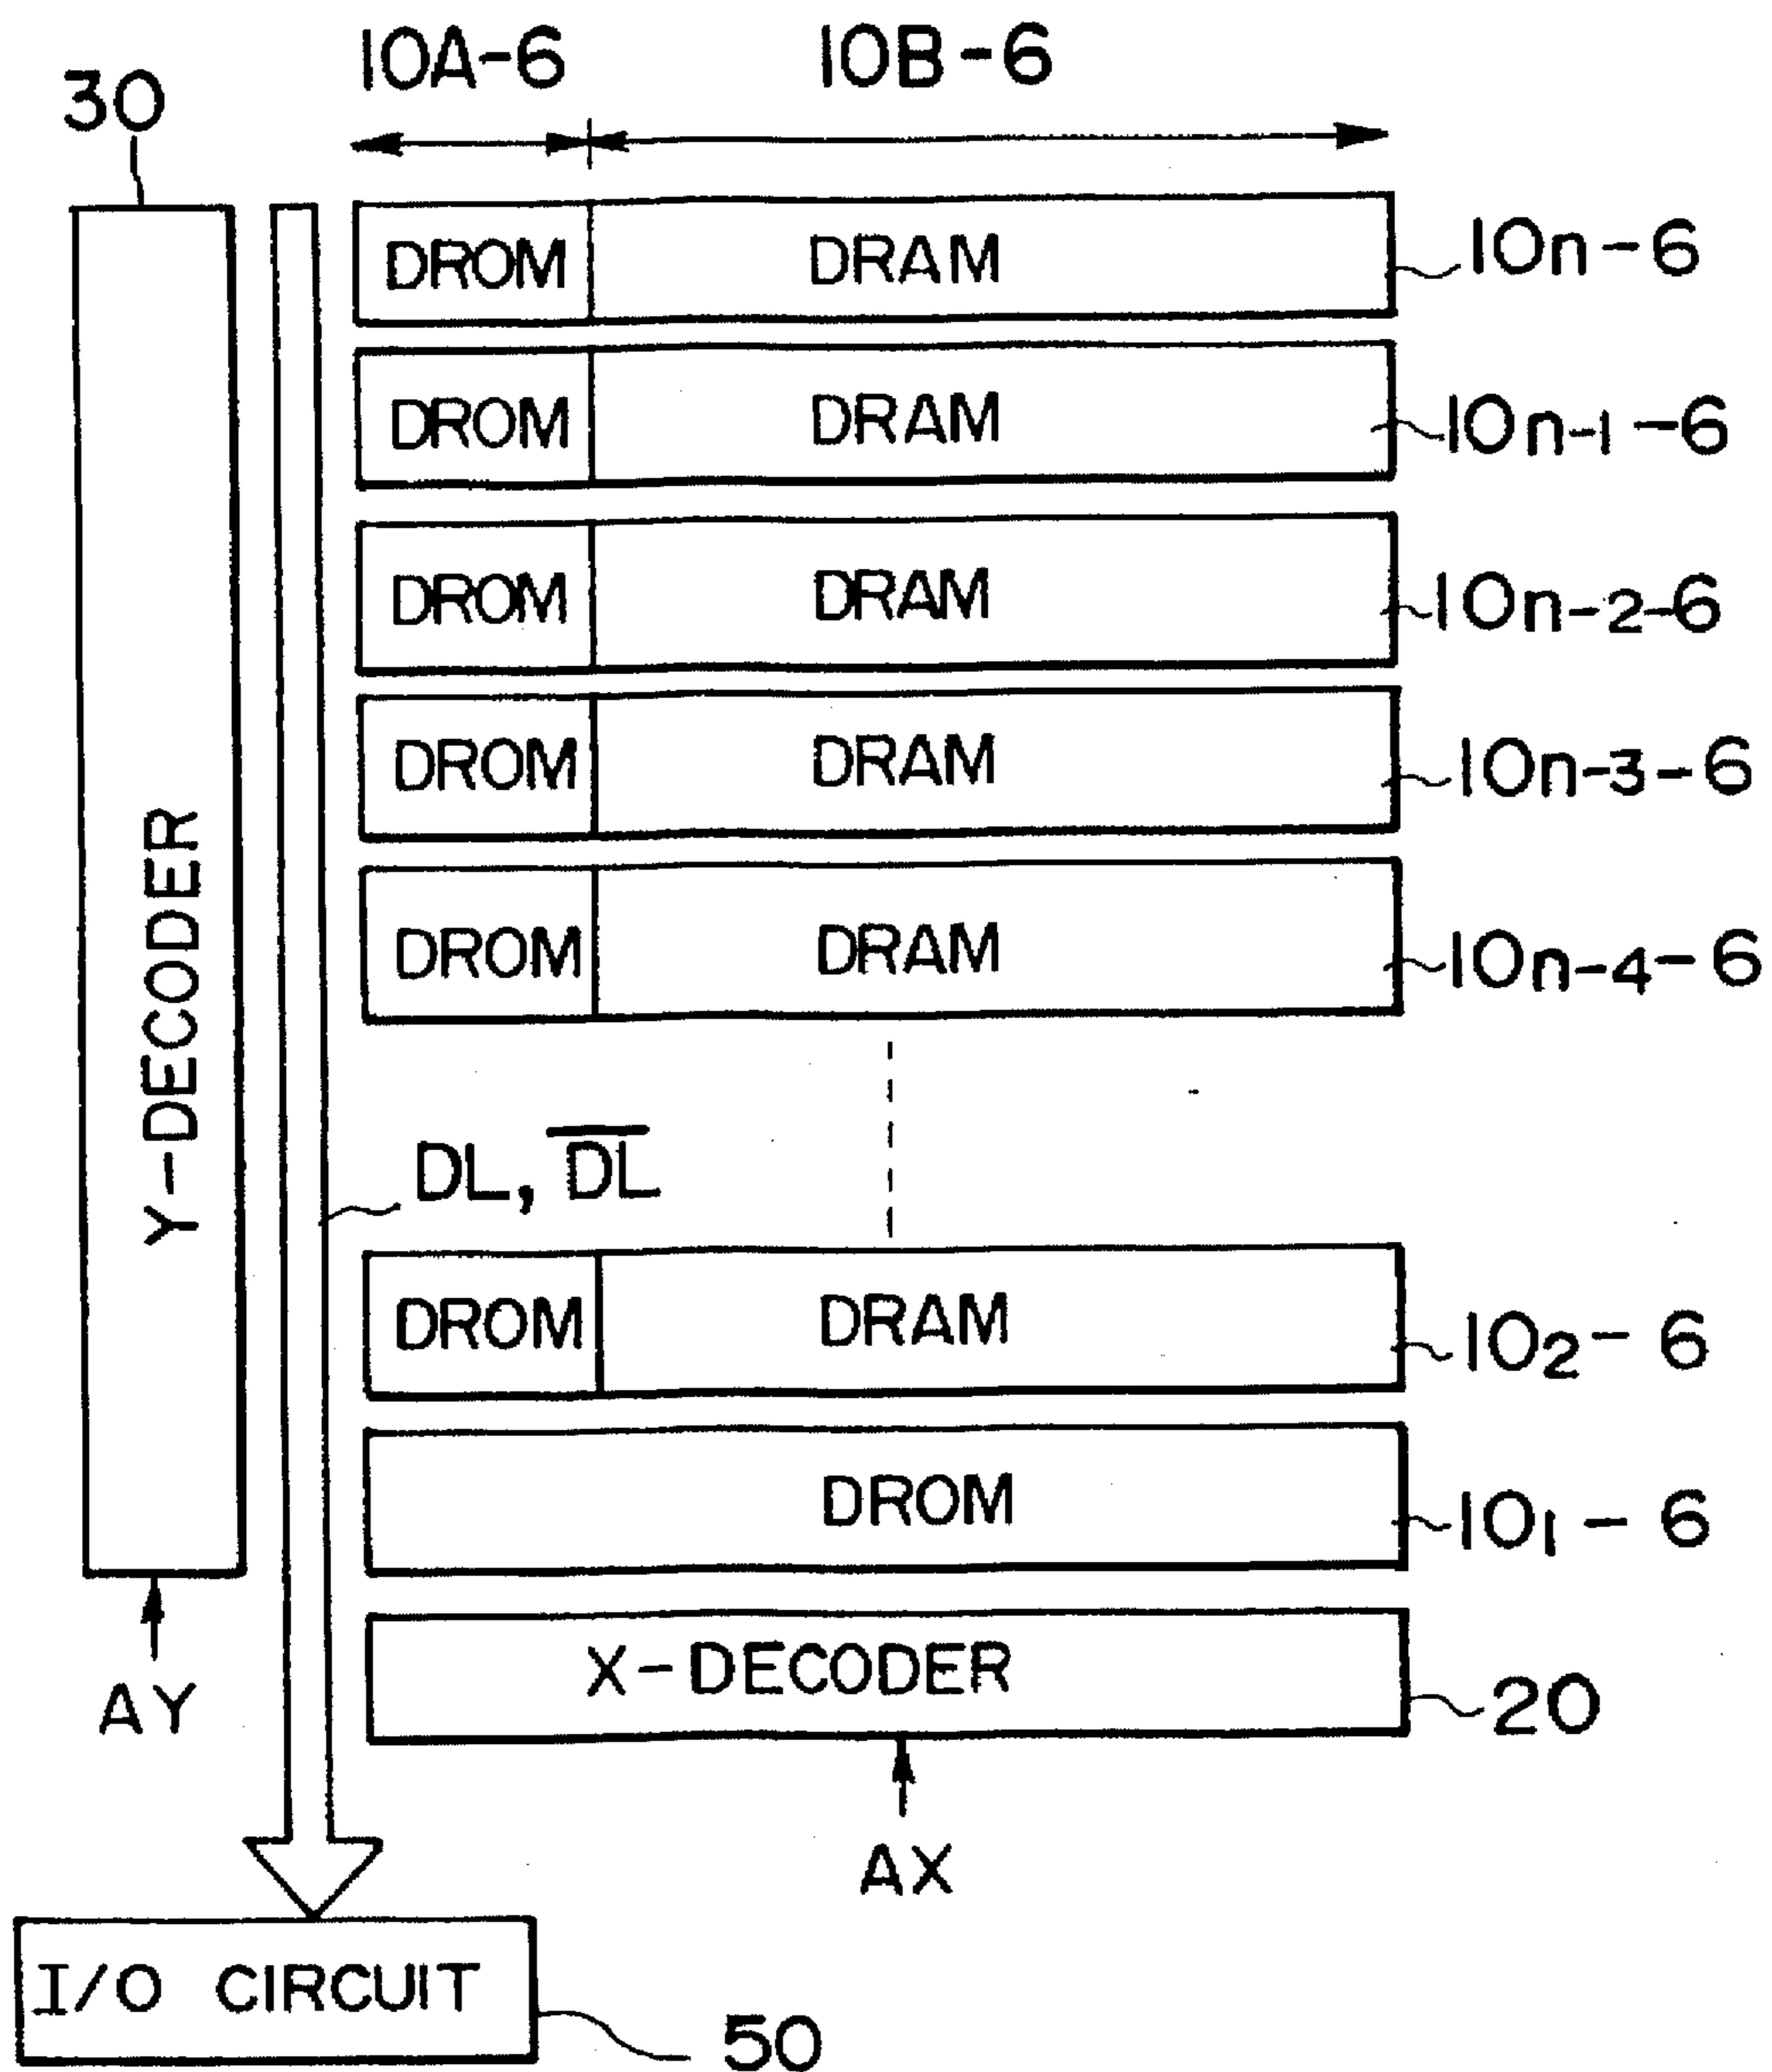 10A-6 10B-6
30
DROM DRAM 10n-6
DROM DRAM 10n-1-6
DROM DRAM 10n-2-6
DROM DRAM 10n-3-6
DROM DRAM 10n-4-6
Y-DECODER
DL, D̅L̅
DROM DRAM 10₂-6
DROM 10₁-6
X-DECODER 20
AY
AX
I/O CIRCUIT
50